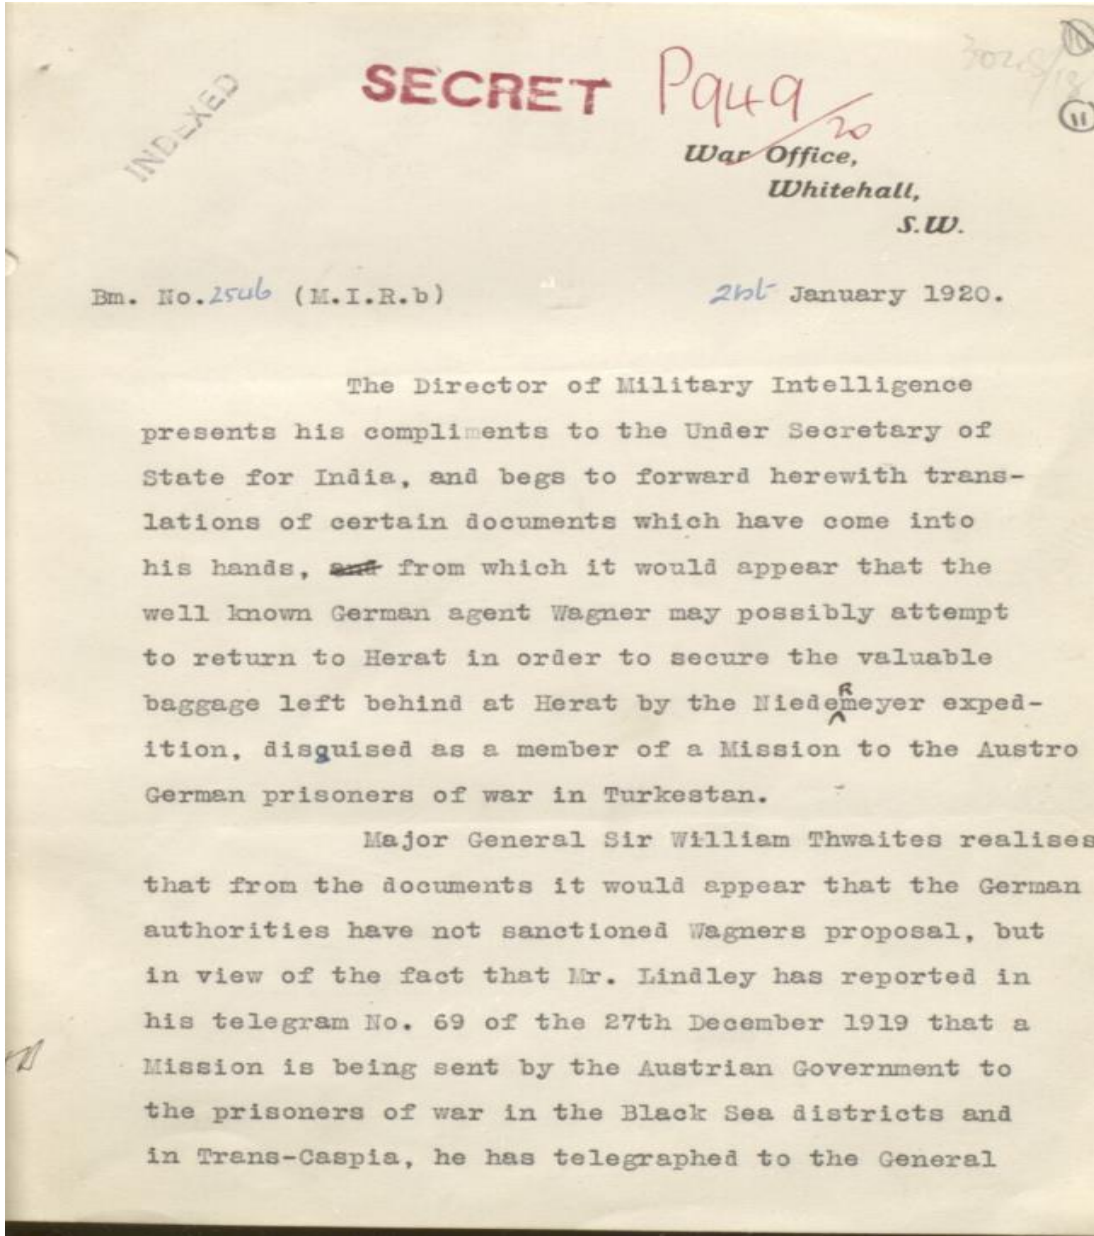 INDEXED
SECRET P949/20
11
War Office,
Whitehall,
S.W.
Bm. No. 2546 (M.I.R.b) 21st January 1920.
The Director of Military Intelligence
presents his compliments to the Under Secretary of
State for India, and begs to forward herewith trans-
lations of certain documents which have come into
his hands, and from which it would appear that the
well known German agent Wagner may possibly attempt
to return to Herat in order to secure the valuable
baggage left behind at Herat by the NiedeRmeyer exped-
ition, disguised as a member of a Mission to the Austro
German prisoners of war in Turkestan.
Major General Sir William Thwaites realises
that from the documents it would appear that the German
authorities have not sanctioned Wagners proposal, but
in view of the fact that Mr. Lindley has reported in
his telegram No. 69 of the 27th December 1919 that a
Mission is being sent by the Austrian Government to
the prisoners of war in the Black Sea districts and
in Trans-Caspia, he has telegraphed to the General